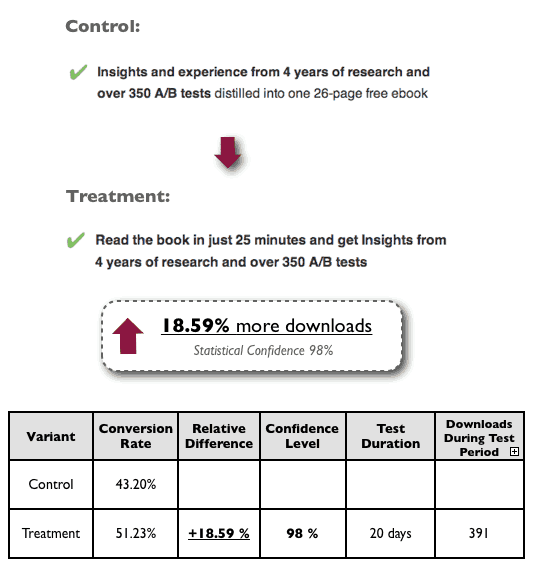 Control:
Insights and experience from 4 years of research and
over 350 A/B tests distilled into one 26-page free ebook
Treatment:
Read the book in just 25 minutes and get Insights from
4 years of research and over 350 A/B tests
18.59% more downloads
Statistical Confidence 98%
Variant Conversion Rate Relative Difference Confidence Level Test Duration Downloads During Test Period
Control 43.20%
Treatment 51.23% +18.59 % 98 % 20 days 391